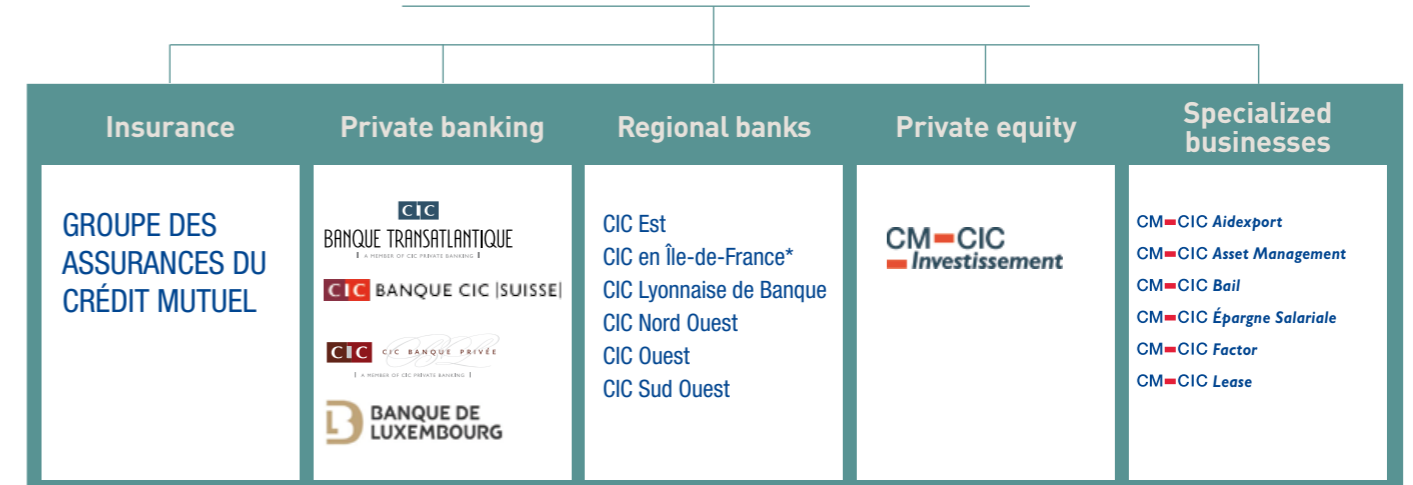 Insurance
Private banking
Regional banks
Private equity
Specialized
businesses
GROUPE DES
ASSURANCES DU
CRÉDIT MUTUEL
CIC
BANQUE TRANSATLANTIQUE
A MEMBER OF CIC PRIVATE BANKING
CIC BANQUE CIC |SUISSE|
CIC CIC BANQUE PRIVÉE
A MEMBER OF CIC PRIVATE BANKING
BANQUE DE
LUXEMBOURG
CIC Est
CIC en Île-de-France*
CIC Lyonnaise de Banque
CIC Nord Ouest
CIC Ouest
CIC Sud Ouest
CM-CIC
Investissement
CM-CIC Aidexport
CM-CIC Asset Management
CM-CIC Bail
CM-CIC Épargne Salariale
CM-CIC Factor
CM-CIC Lease